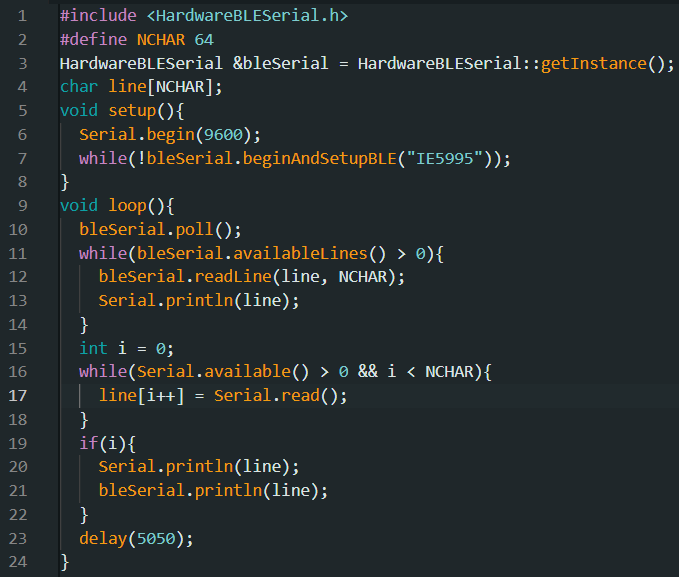 1 #include <HardwareBLESerial.h>
2 #define NCHAR 64
3 HardwareBLESerial &bleSerial = HardwareBLESerial::getInstance();
4 char line[NCHAR];
5 void setup(){
6   Serial.begin(9600);
7   while(!bleSerial.beginAndSetupBLE("IE5995"));
8 }
9 void loop(){
10   bleSerial.poll();
11   while(bleSerial.availableLines() > 0){
12     bleSerial.readLine(line, NCHAR);
13     Serial.println(line);
14   }
15   int i = 0;
16   while(Serial.available() > 0 && i < NCHAR){
17     line[i++] = Serial.read();
18   }
19   if(i){
20     Serial.println(line);
21     bleSerial.println(line);
22   }
23   delay(5050);
24 }